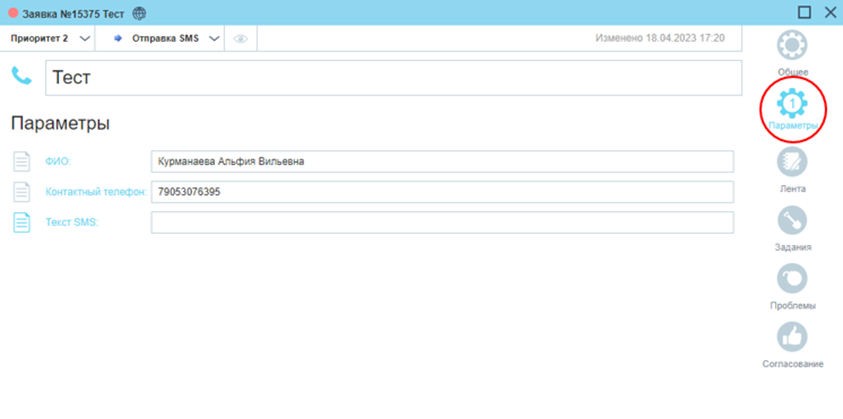 Заявка №15375 Тест
Приоритет 2
Отправка SMS
Изменено 18.04.2023 17:20
Тест
Параметры
ФИО: Курманаева Альфия Вильевна
Контактный телефон: 79053076395
Текст SMS:
Общее
1
Параметры
Лента
Задания
Проблемы
Согласование